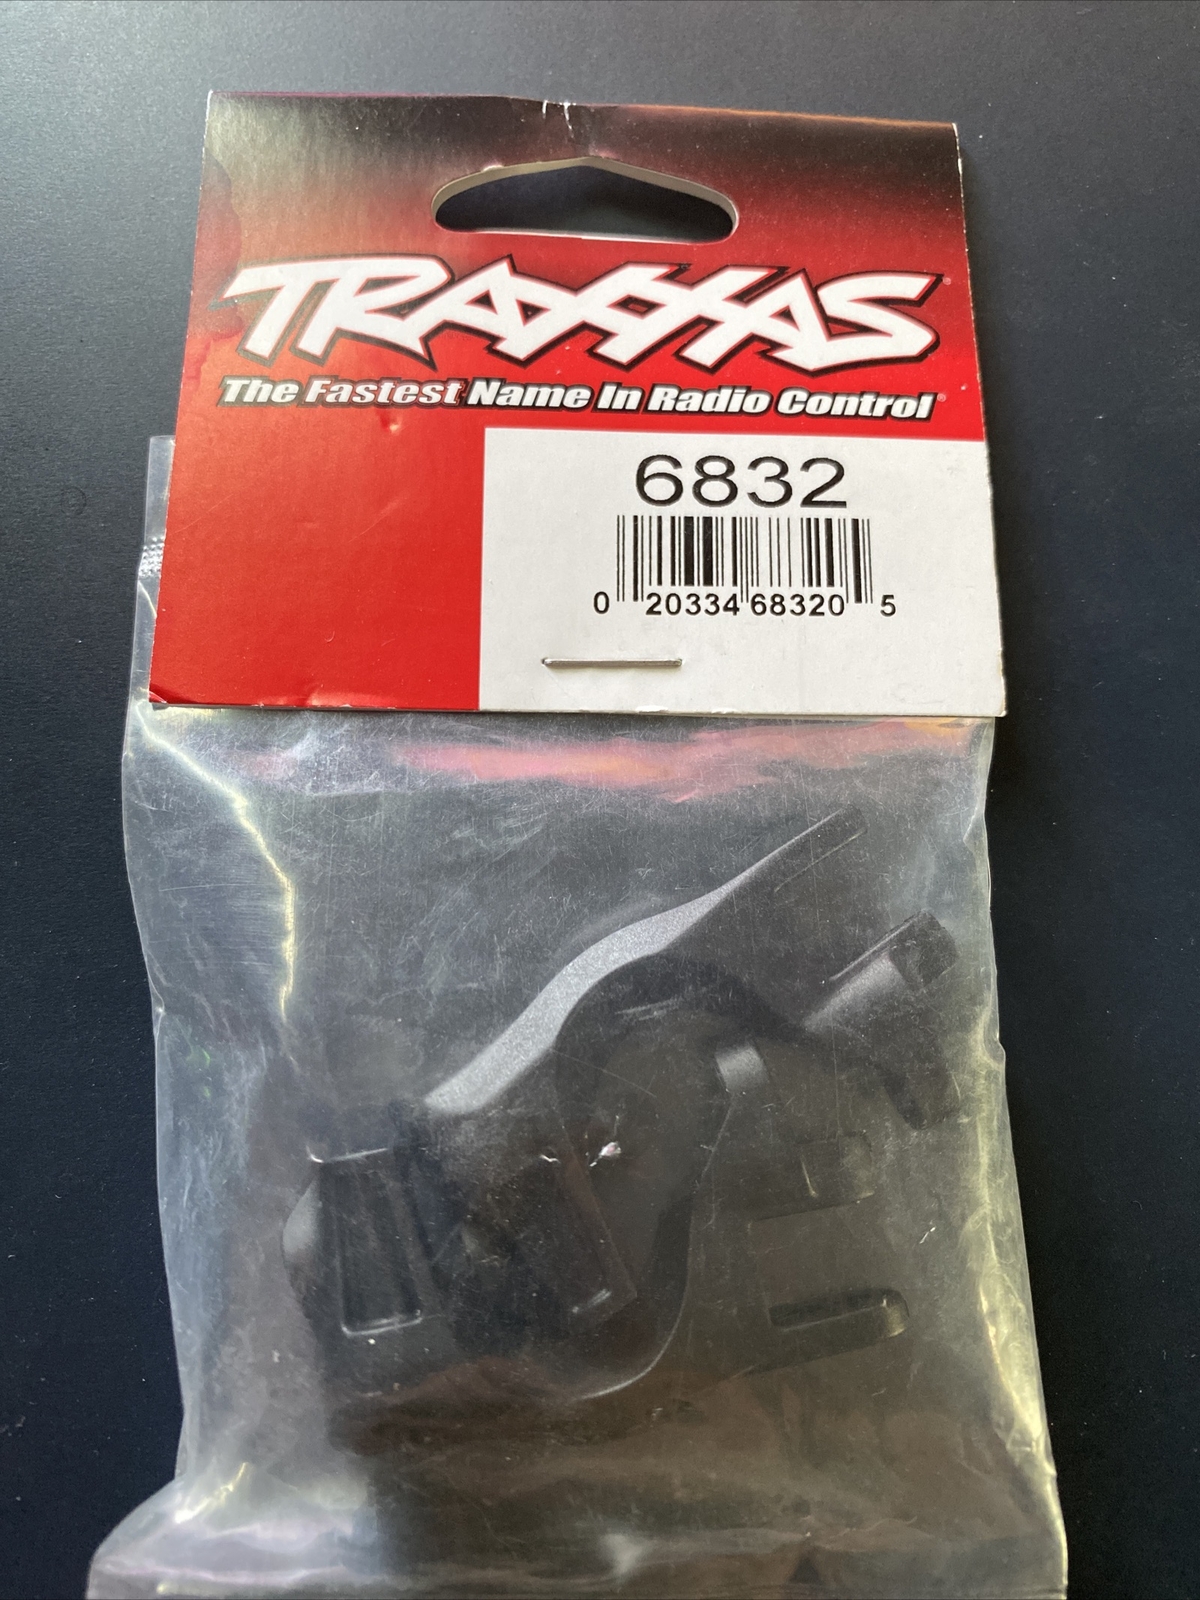 TRAXXAS®
The Fastest Name In Radio Control®
6832
0 20334 68320 5